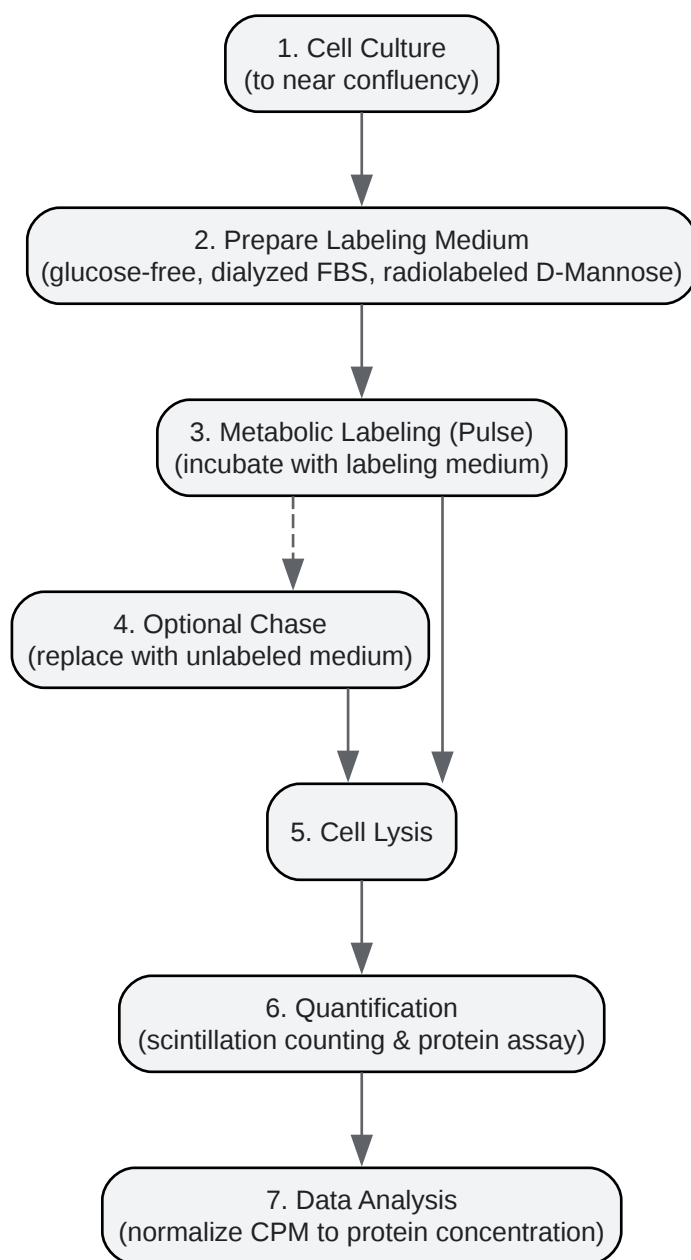 1. Cell Culture
(to near confluency)
2. Prepare Labeling Medium
(glucose-free, dialyzed FBS, radiolabeled D-Mannose)
3. Metabolic Labeling (Pulse)
(incubate with labeling medium)
4. Optional Chase
(replace with unlabeled medium)
5. Cell Lysis
6. Quantification
(scintillation counting & protein assay)
7. Data Analysis
(normalize CPM to protein concentration)